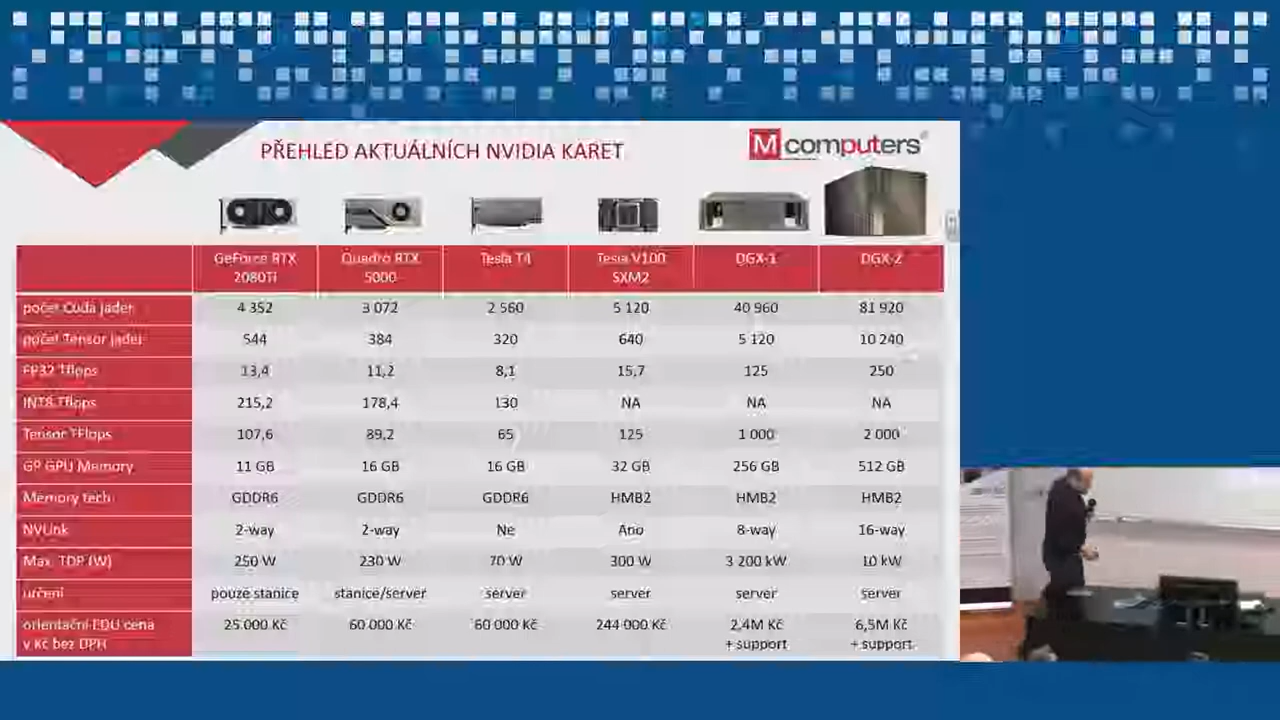 PŘEHLED AKTUÁLNÍCH NVIDIA KARET
M computers®
GeForce RTX 2080Ti Quadro RTX 5000 Tesla T4 Tesla V100 SXM2 DGX-1 DGX-2
počet Cuda jader 4 352 3 072 2 560 5 120 40 960 81 920
počet Tensor jader 544 384 320 640 5 120 10 240
FP32 Tflops 13,4 11,2 8,1 15,7 125 250
INT8 Tflops 215,2 178,4 130 NA NA NA
Tensor TFlops 107,6 89,2 65 125 1 000 2 000
GP GPU Memory 11 GB 16 GB 16 GB 32 GB 256 GB 512 GB
Memory tech GDDR6 GDDR6 GDDR6 HMB2 HMB2 HMB2
NVLink 2-way 2-way Ne Ano 8-way 16-way
Max. TDP (W) 250 W 230 W 70 W 300 W 3 200 kW 10 kW
určení pouze stanice stanice/server server server server server
orientační EDU cena v Kč bez DPH 25 000 Kč 60 000 Kč 60 000 Kč 244 000 Kč 2,4M Kč + support 6,5M Kč + support